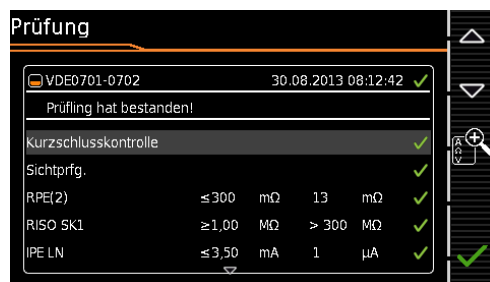 Prüfung
VDE0701-0702 30.08.2013 08:12:42
Prüfling hat bestanden!
Kurzschlusskontrolle
Sichtprfg.
RPE(2) ≤300 mΩ 13 mΩ
RISO SK1 ≥1,00 MΩ > 300 MΩ
IPE LN ≤3,50 mA 1 µA
A
Ω
V